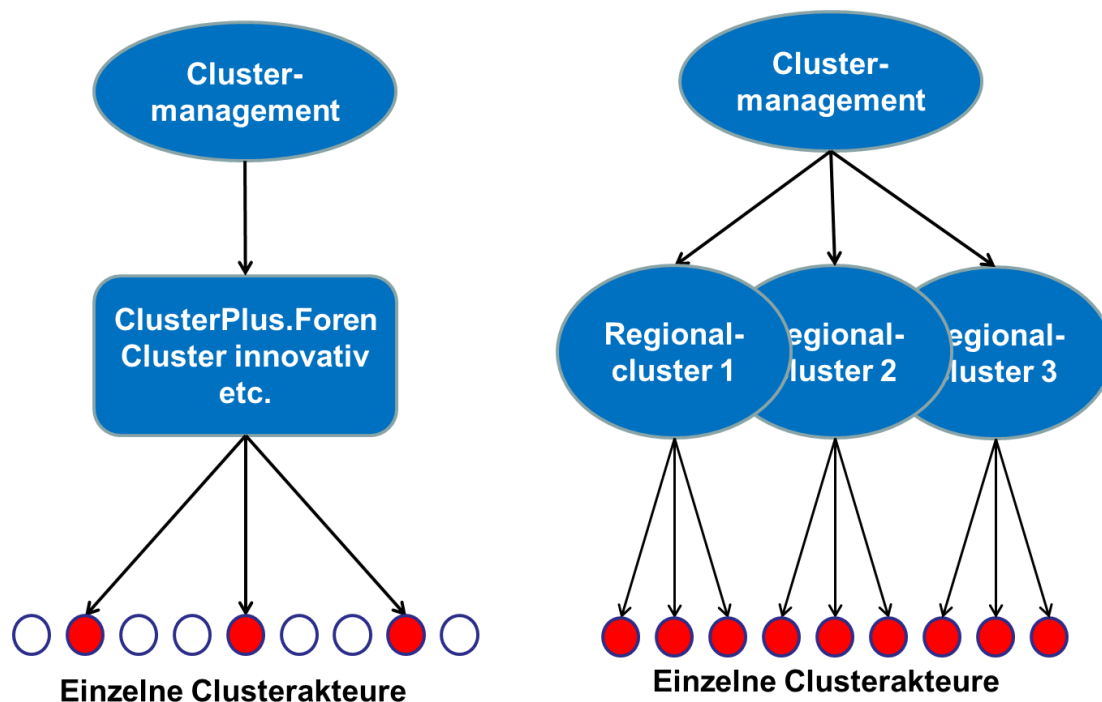 Cluster-
management
ClusterPlus.Foren
Cluster innovativ
etc.
Einzelne Clusterakteure
Cluster-
management
Regional-
cluster 1
egional-
luster 2
egional-
luster 3
Einzelne Clusterakteure